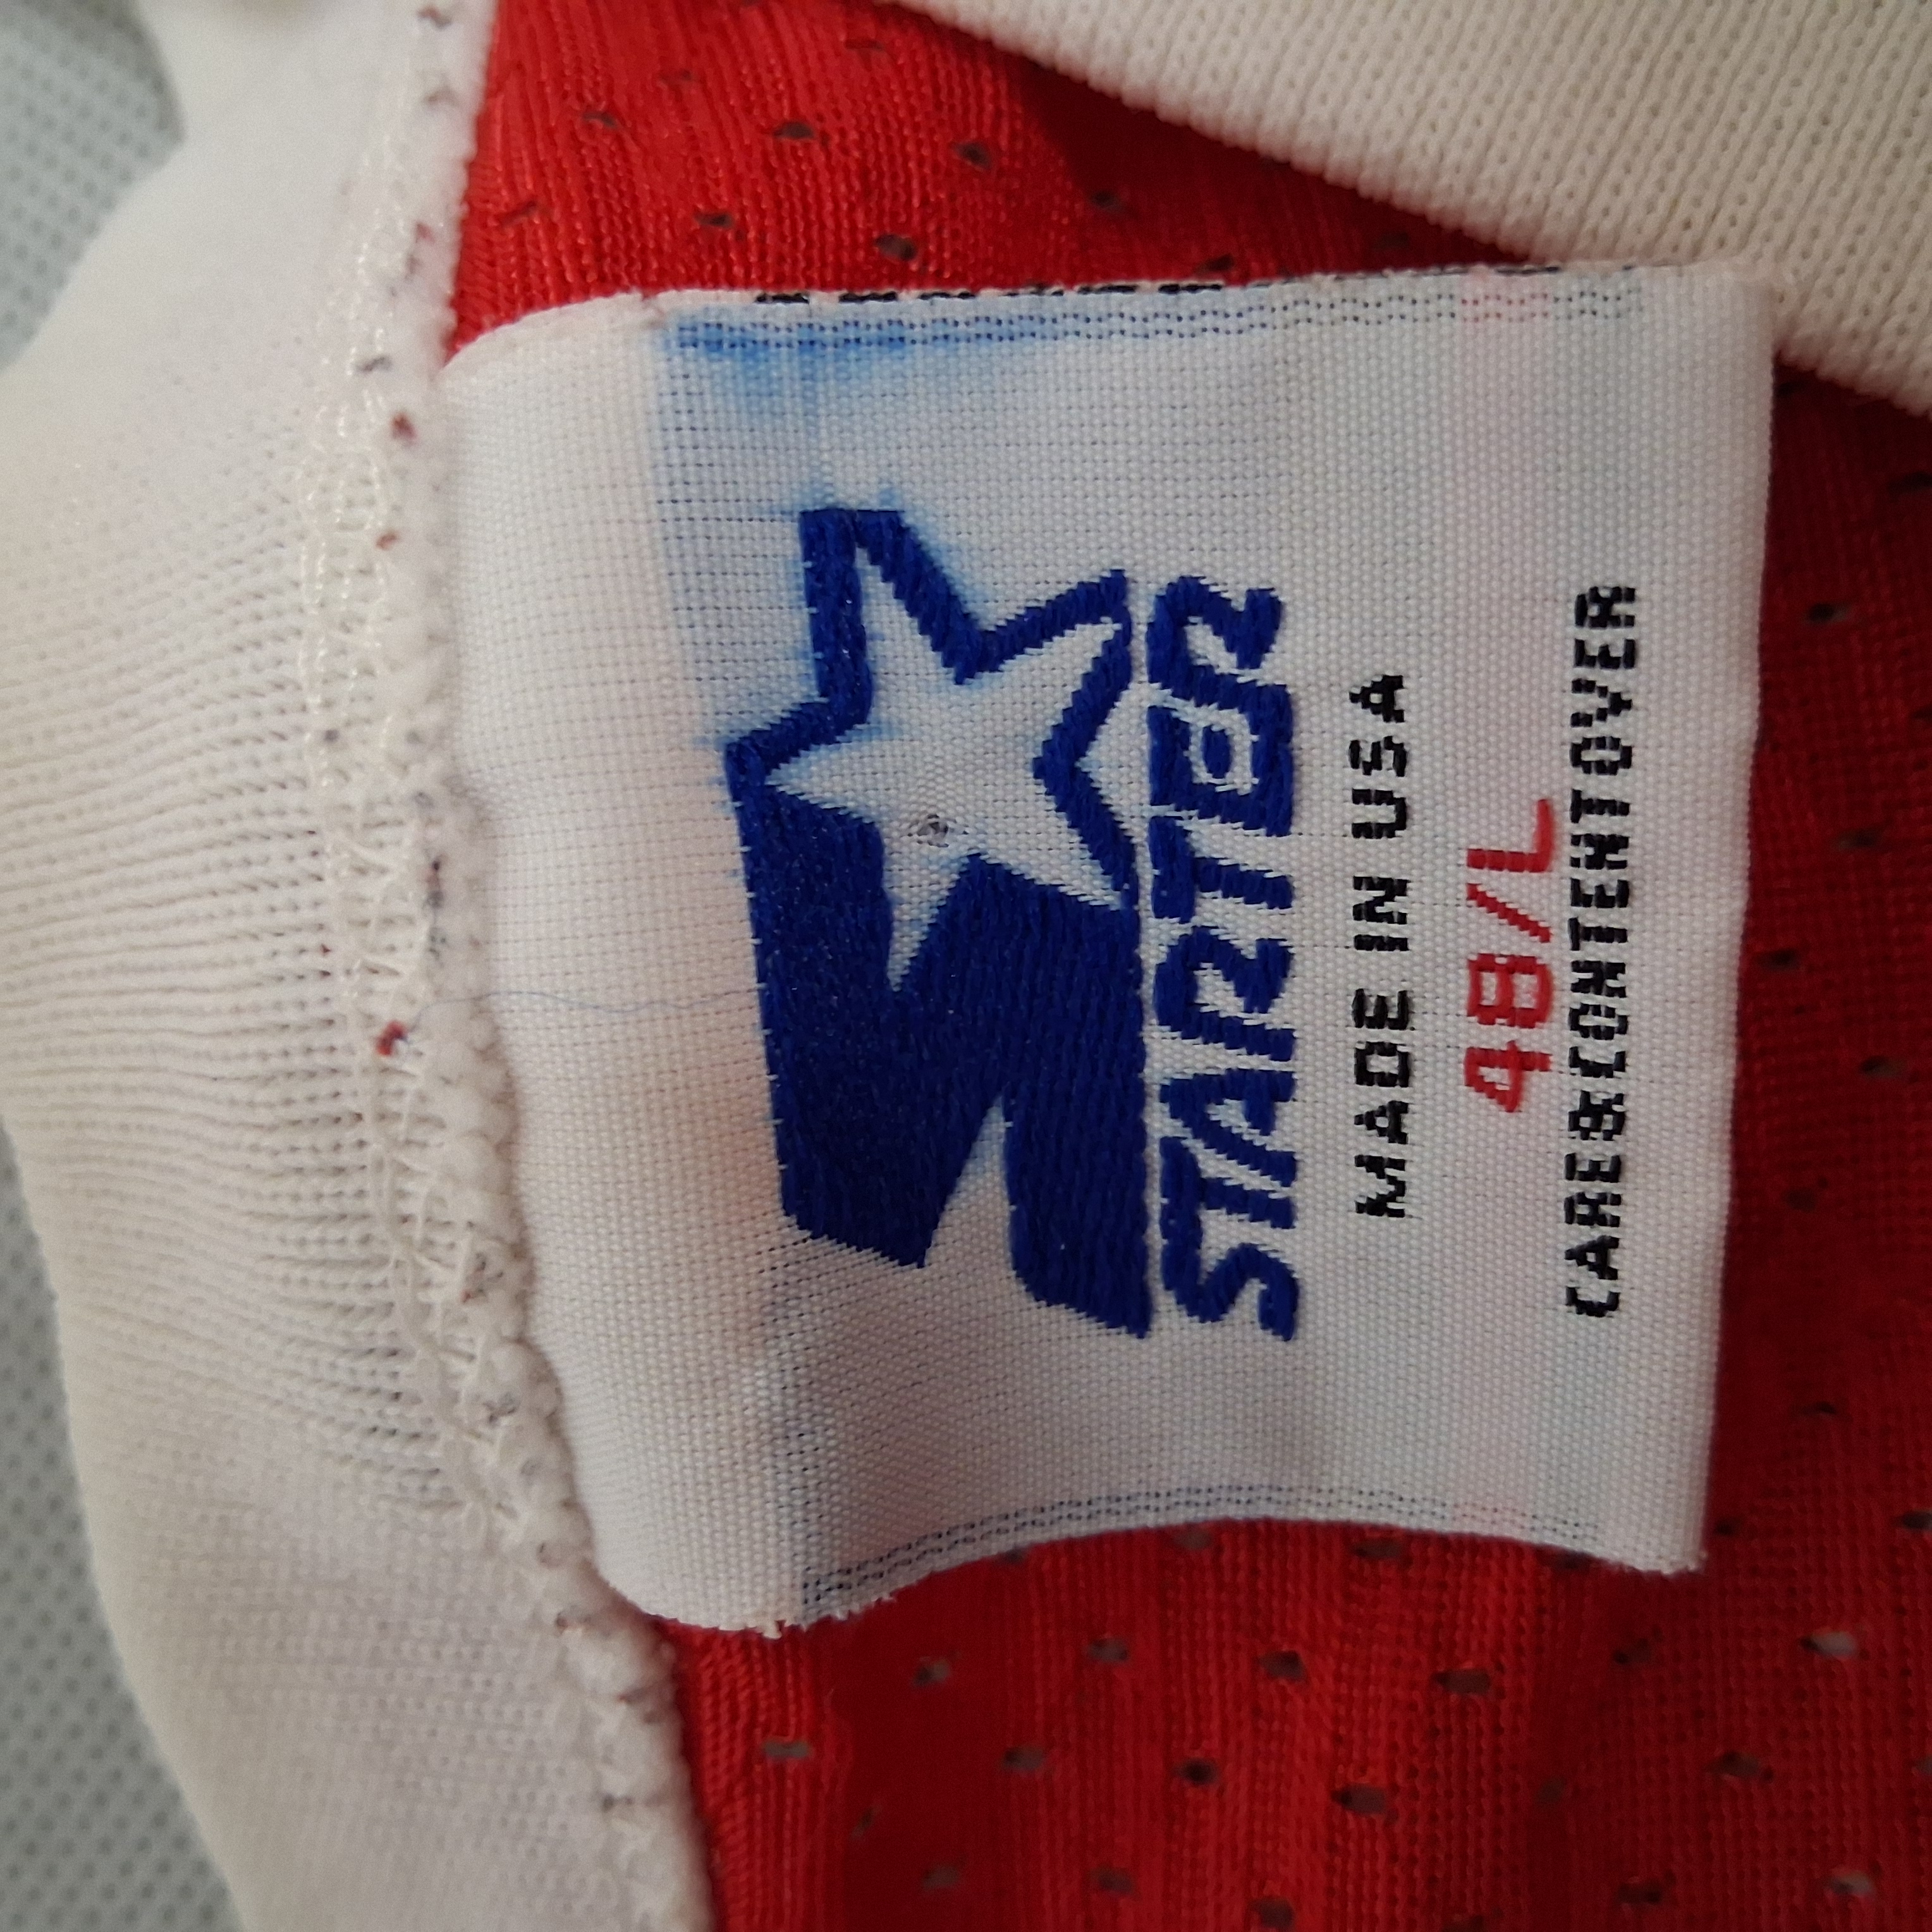 STARTER
MADE IN USA
48/L
CARE&CONTENT OVER